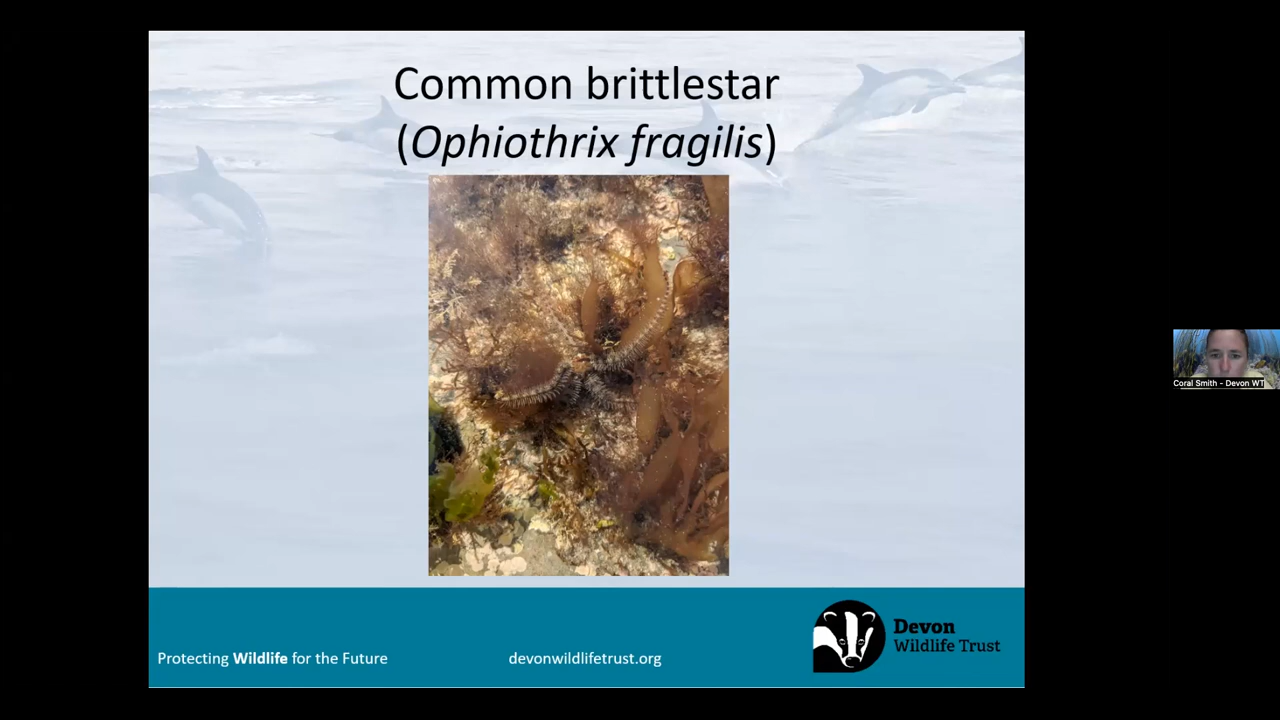 Common brittlestar
(Ophiothrix fragilis)
Coral Smith - Devon WT
Protecting Wildlife for the Future
devonwildlifetrust.org
Devon
Wildlife Trust